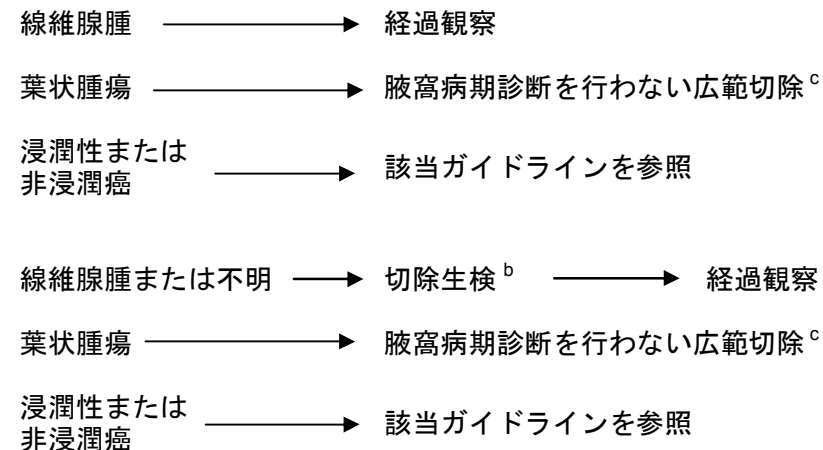 線維腺腫 経過観察
葉状腫瘍 腋窩病期診断を行わない広範切除 c
浸潤性または
非浸潤癌 該当ガイドラインを参照
線維腺腫または不明 切除生検 b 経過観察
葉状腫瘍 腋窩病期診断を行わない広範切除 c
浸潤性または
非浸潤癌 該当ガイドラインを参照